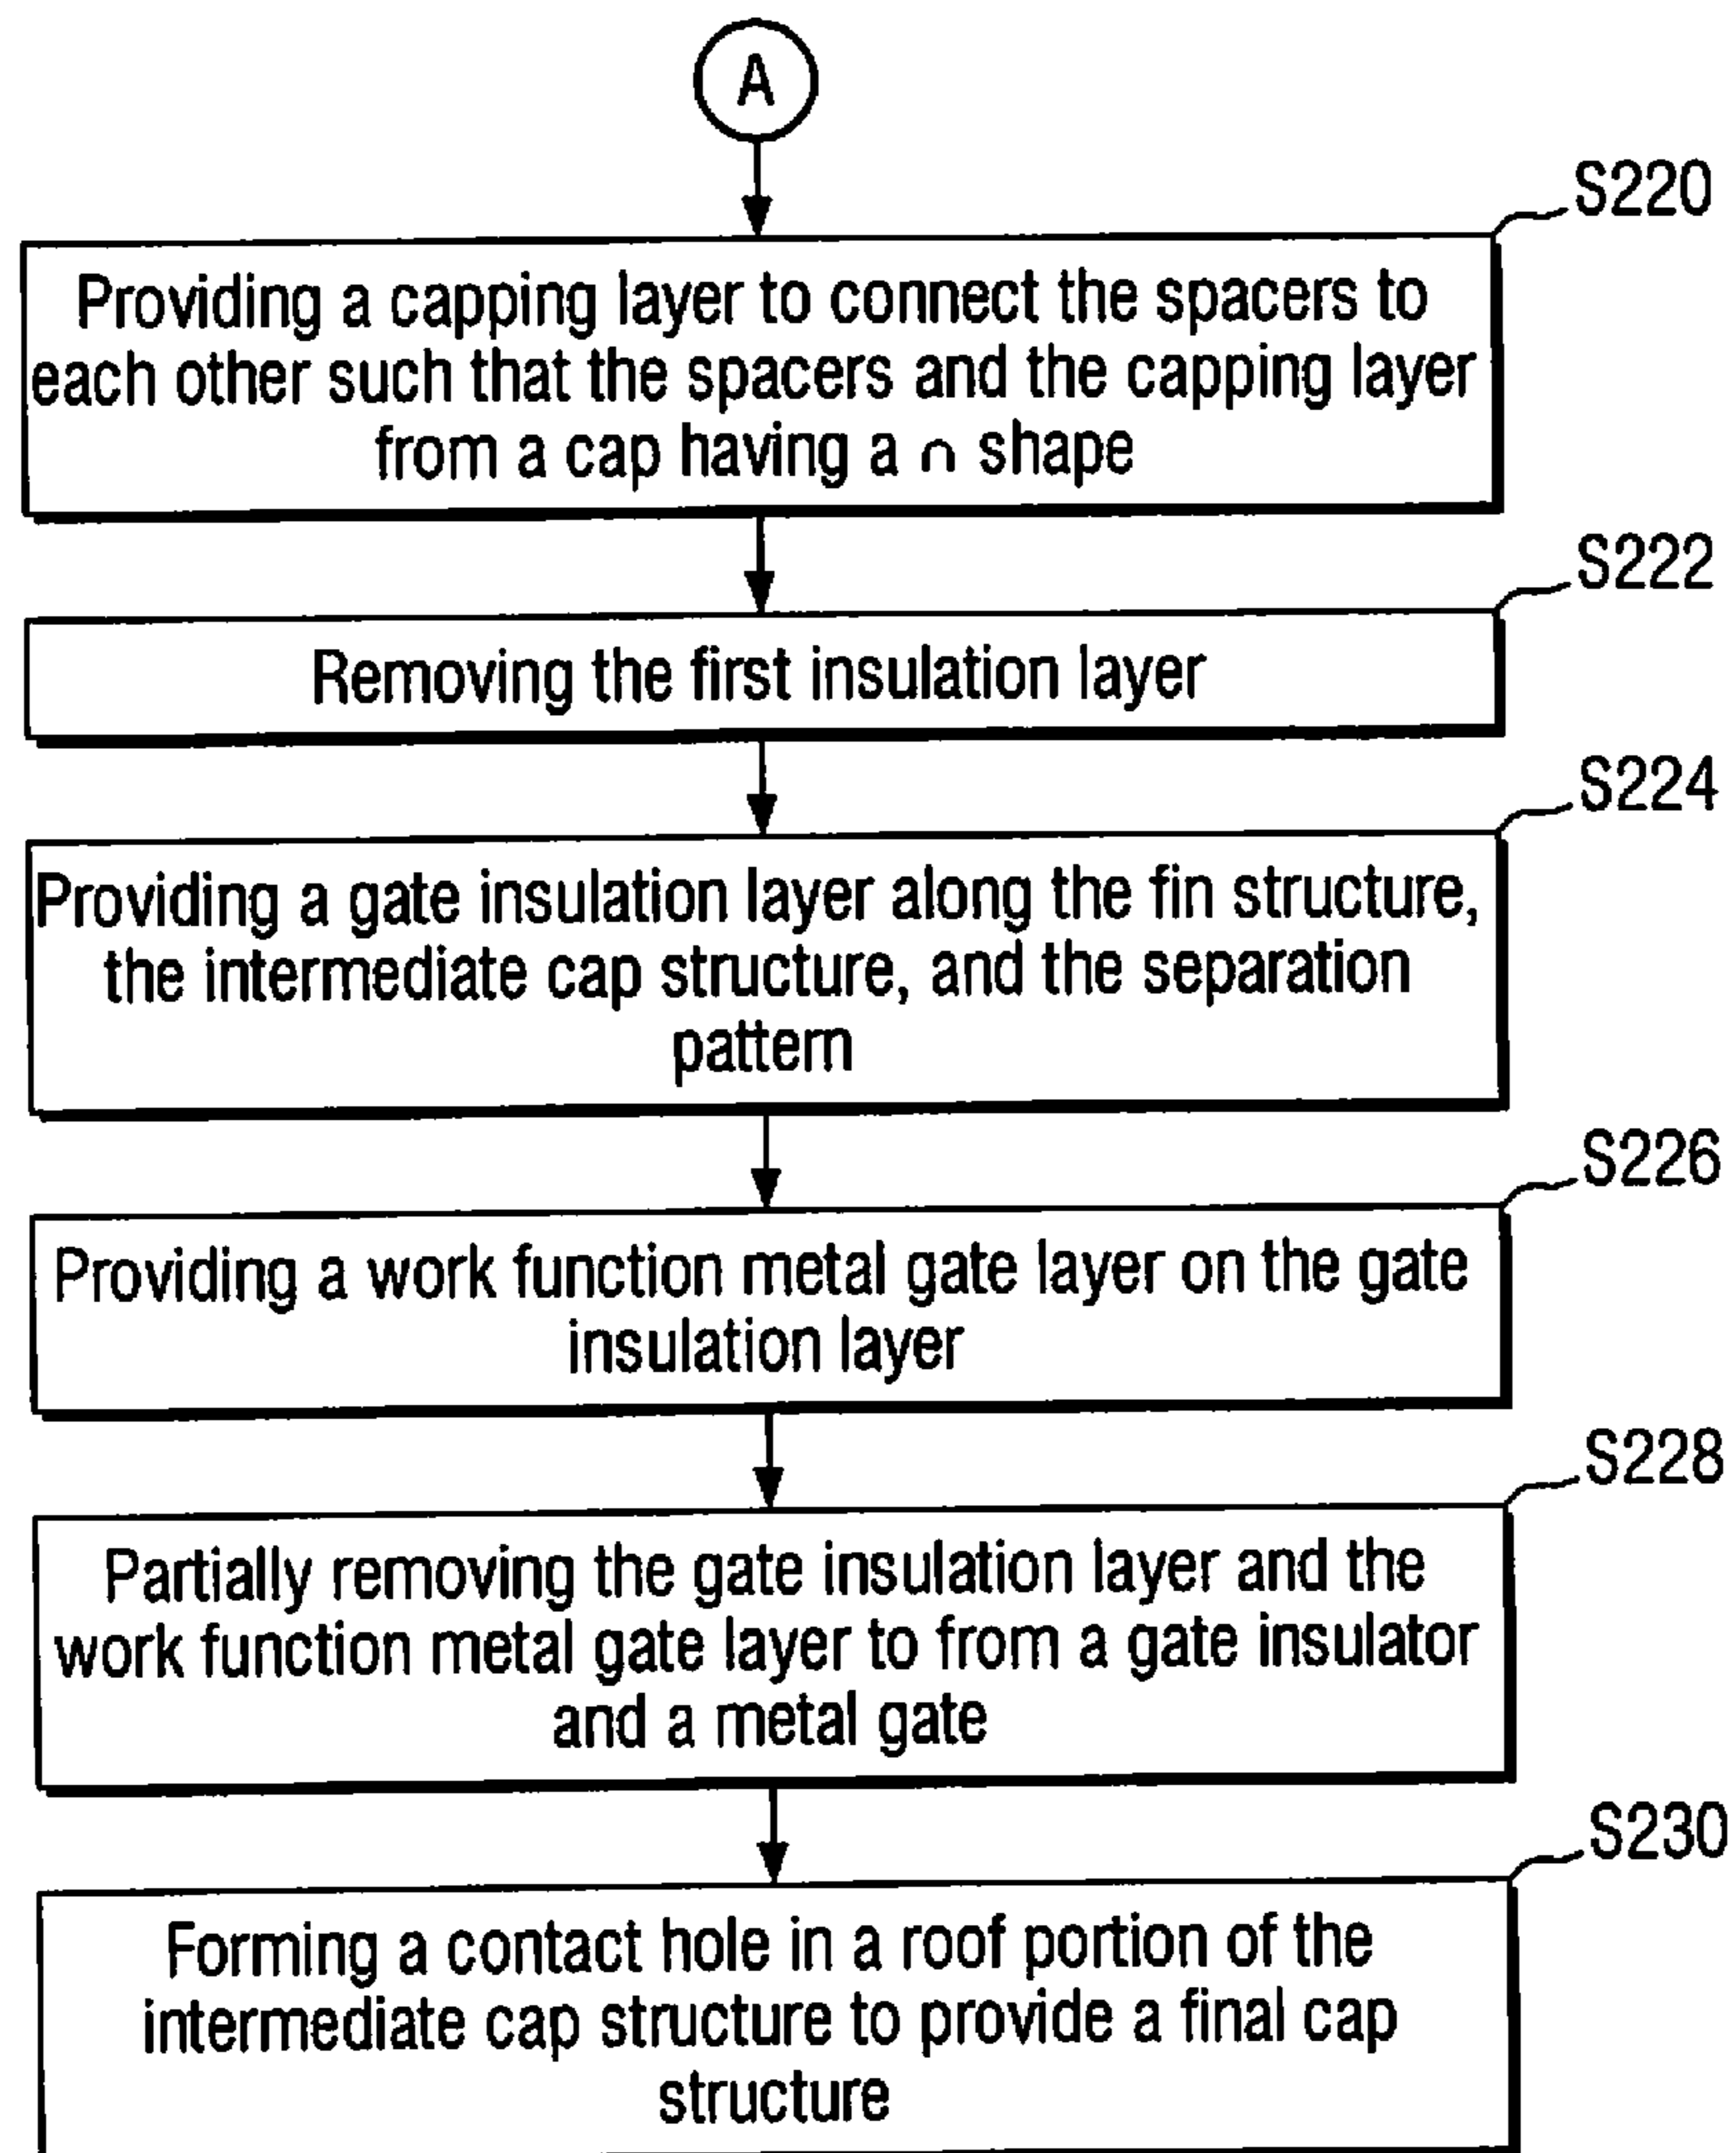 A
S220
Providing a capping layer to connect the spacers to
each other such that the spacers and the capping layer
from a cap having a ∩ shape
S222
Removing the first insulation layer
S224
Providing a gate insulation layer along the fin structure,
the intermediate cap structure, and the separation
pattern
S226
Providing a work function metal gate layer on the gate
insulation layer
S228
Partially removing the gate insulation layer and the
work function metal gate layer to from a gate insulator
and a metal gate
S230
Forming a contact hole in a roof portion of the
intermediate cap structure to provide a final cap
structure